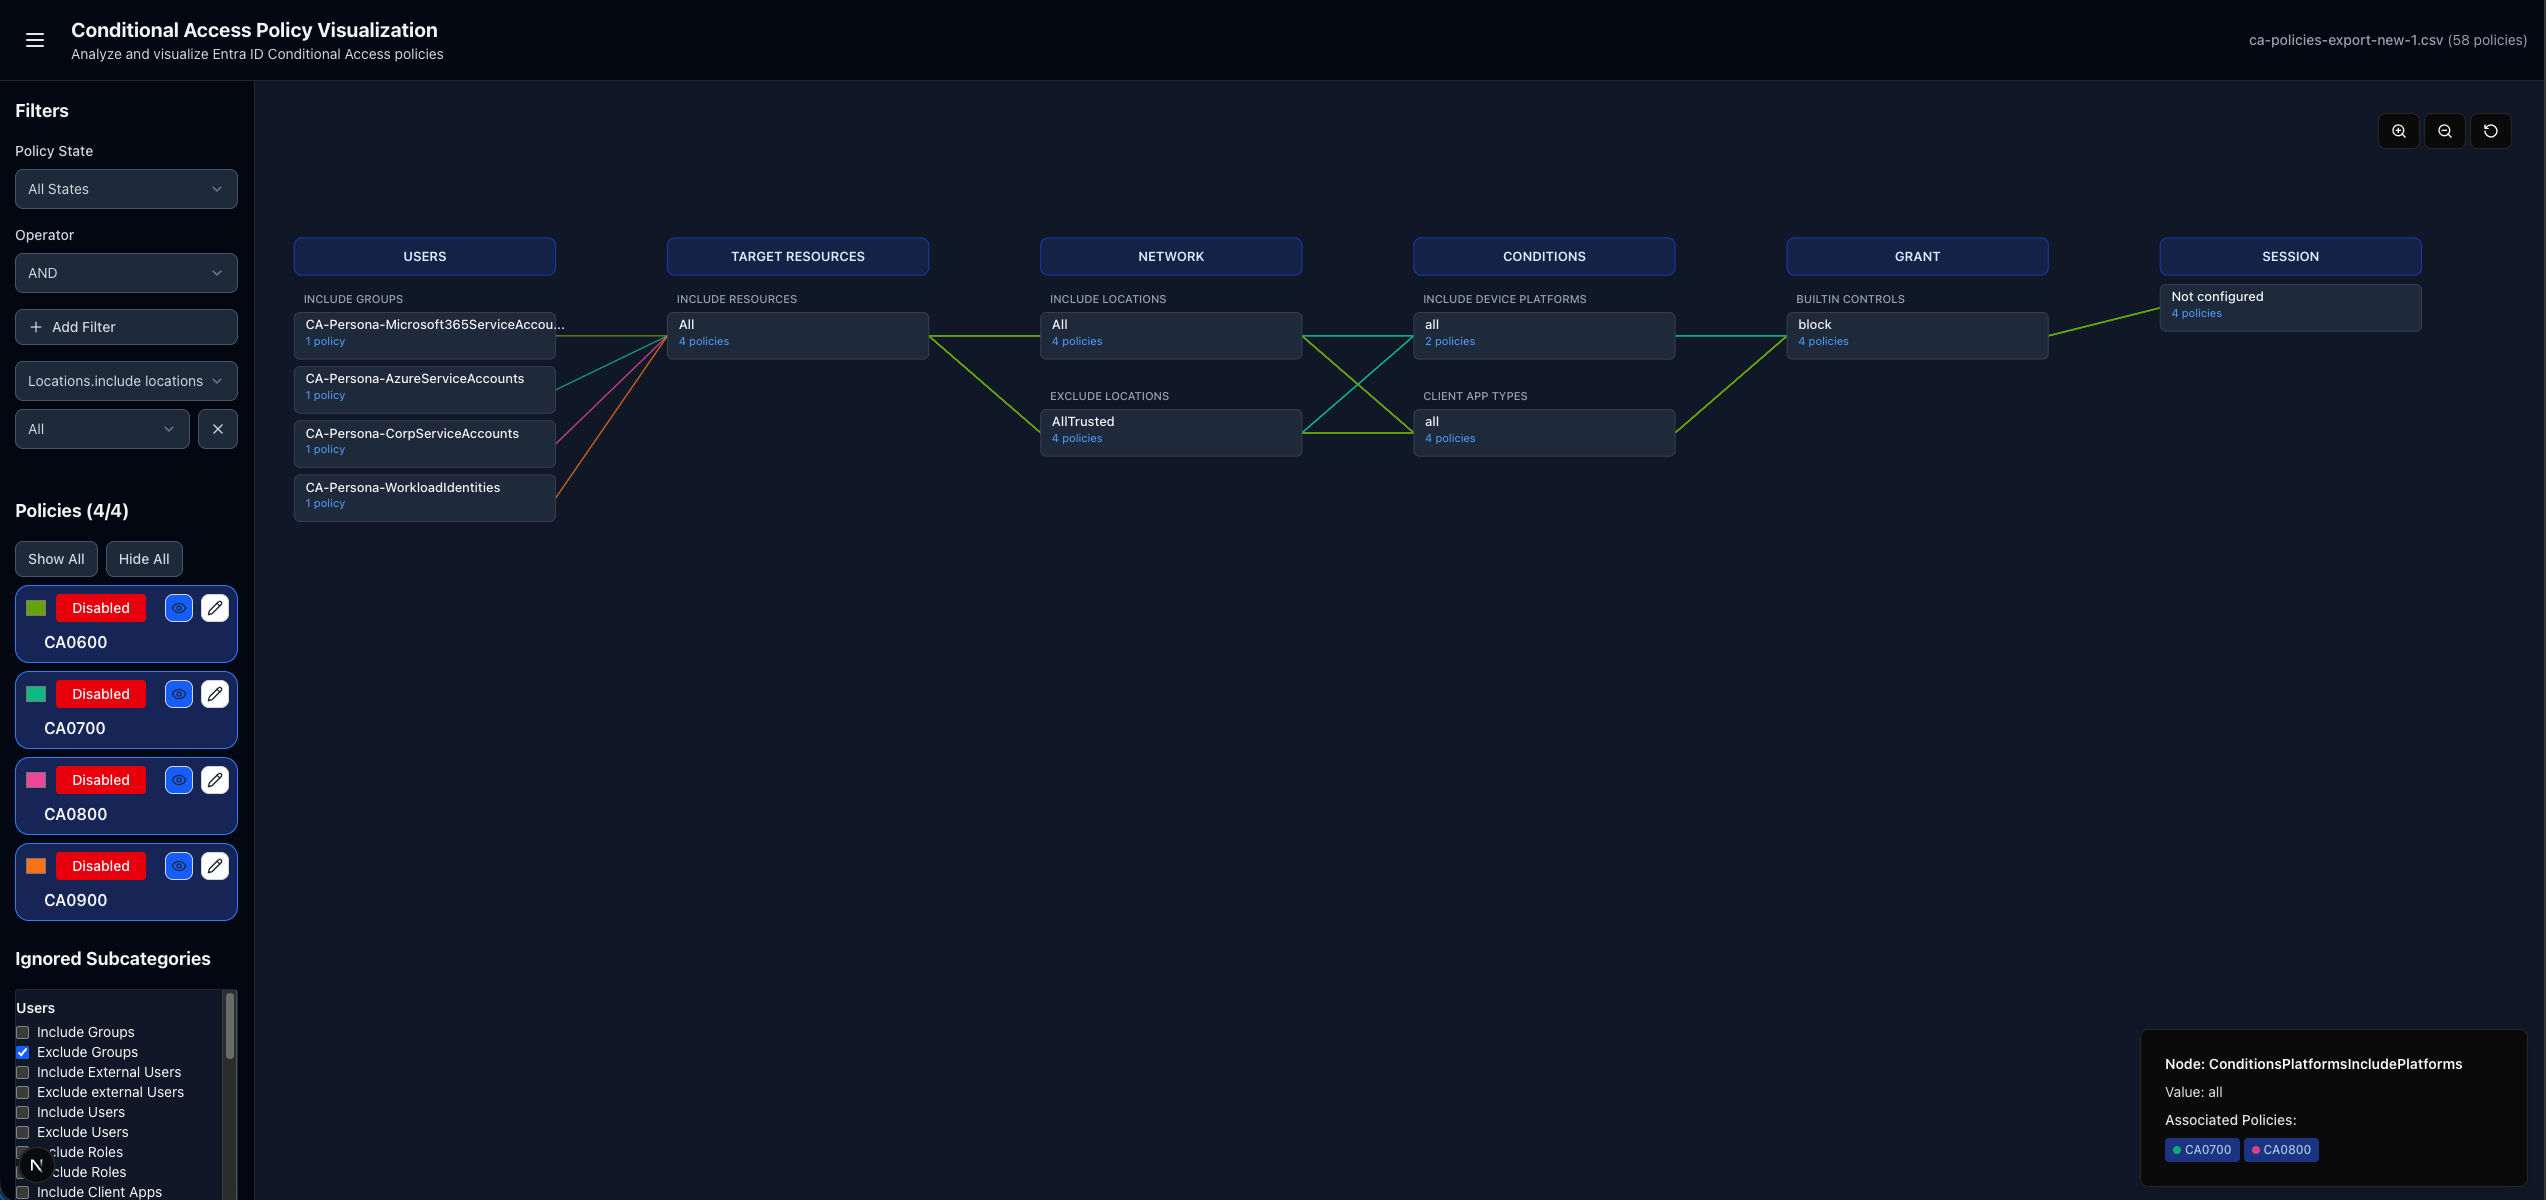 Conditional Access Policy Visualization
Analyze and visualize Entra ID Conditional Access policies
ca-policies-export-new-1.csv (58 policies)
Filters
Policy State
All States
Operator
AND
Add Filter
Locations.include locations
All
Policies (4/4)
Show All
Hide All
Disabled
CA0600
Disabled
CA0700
Disabled
CA0800
Disabled
CA0900
Ignored Subcategories
Users
Include Groups
Exclude Groups
Include External Users
Exclude external Users
Include Users
Exclude Users
clude Roles
clude Roles
Include Client Apps
N
USERS
INCLUDE GROUPS
CA-Persona-Microsoft365ServiceAccou...
1 policy
CA-Persona-AzureServiceAccounts
1 policy
CA-Persona-CorpServiceAccounts
1 policy
CA-Persona-WorkloadIdentities
1 policy
TARGET RESOURCES
INCLUDE RESOURCES
All
4 policies
NETWORK
INCLUDE LOCATIONS
All
4 policies
EXCLUDE LOCATIONS
AllTrusted
4 policies
CONDITIONS
INCLUDE DEVICE PLATFORMS
all
2 policies
CLIENT APP TYPES
all
4 policies
GRANT
BUILTIN CONTROLS
block
4 policies
SESSION
Not configured
4 policies
Node: ConditionsPlatformsIncludePlatforms
Value: all
Associated Policies:
CA0700 CA0800